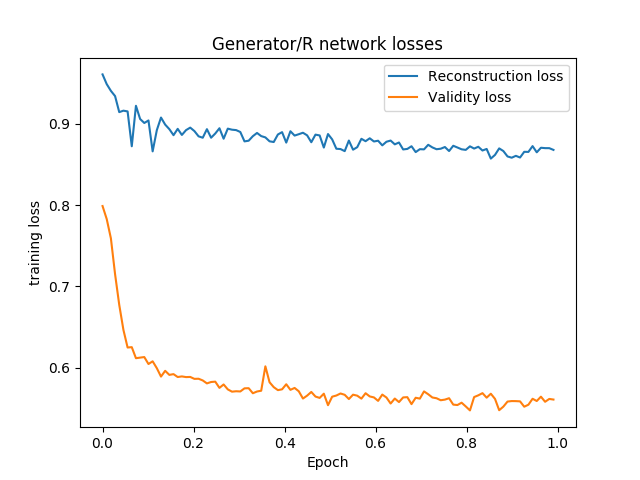 Generator/R network losses
Reconstruction loss
Validity loss
training loss
0.9
0.8
0.7
0.6
0.0 0.2 0.4 0.6 0.8 1.0
Epoch